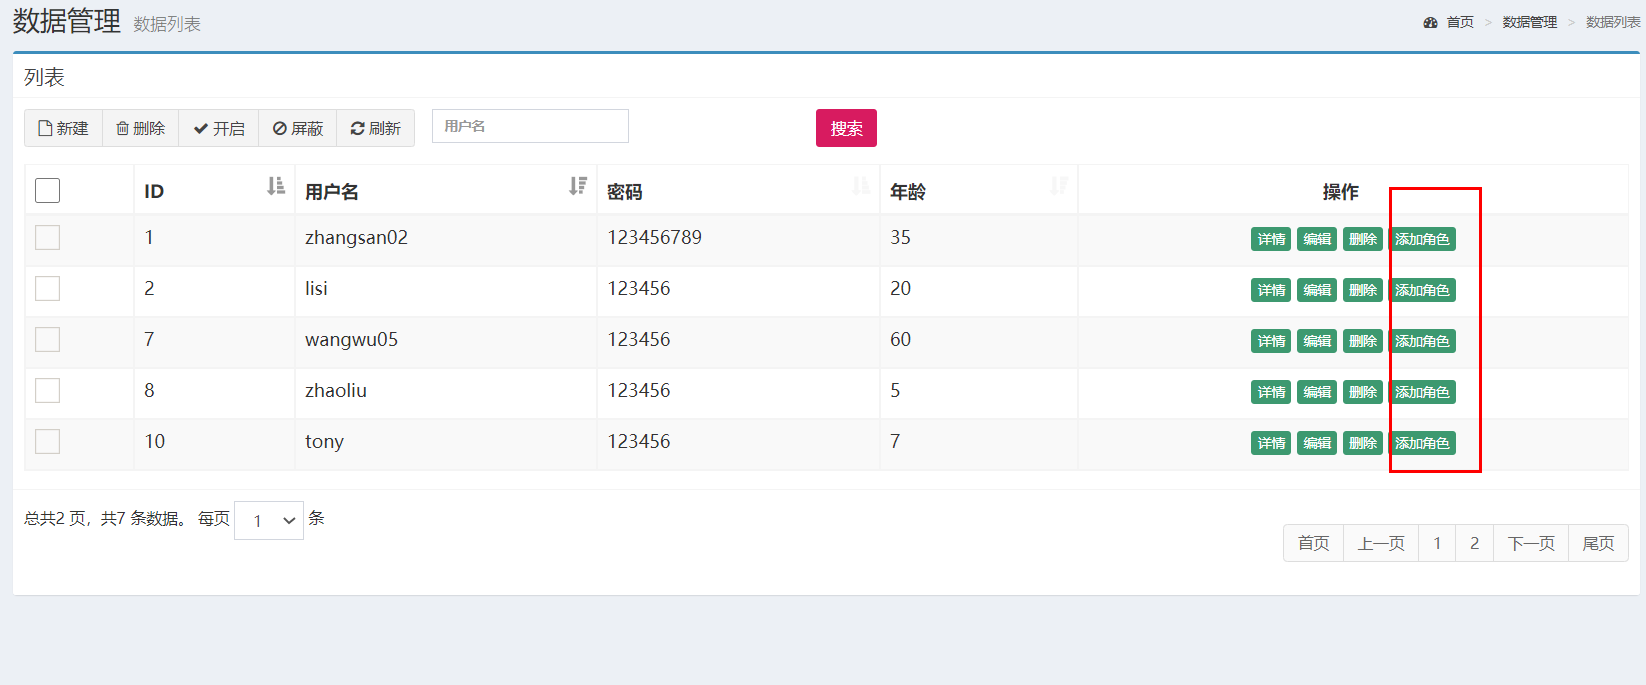 数据管理 数据列表
首页 > 数据管理 > 数据列表
列表
新建 删除 开启 屏蔽 刷新 用户名 搜索
ID 用户名 密码 年龄 操作
1 zhangsan02 123456789 35 详情 编辑 删除 添加角色
2 lisi 123456 20 详情 编辑 删除 添加角色
7 wangwu05 123456 60 详情 编辑 删除 添加角色
8 zhaoliu 123456 5 详情 编辑 删除 添加角色
10 tony 123456 7 详情 编辑 删除 添加角色
总共2 页，共7 条数据。 每页 1 条
首页 上一页 1 2 下一页 尾页